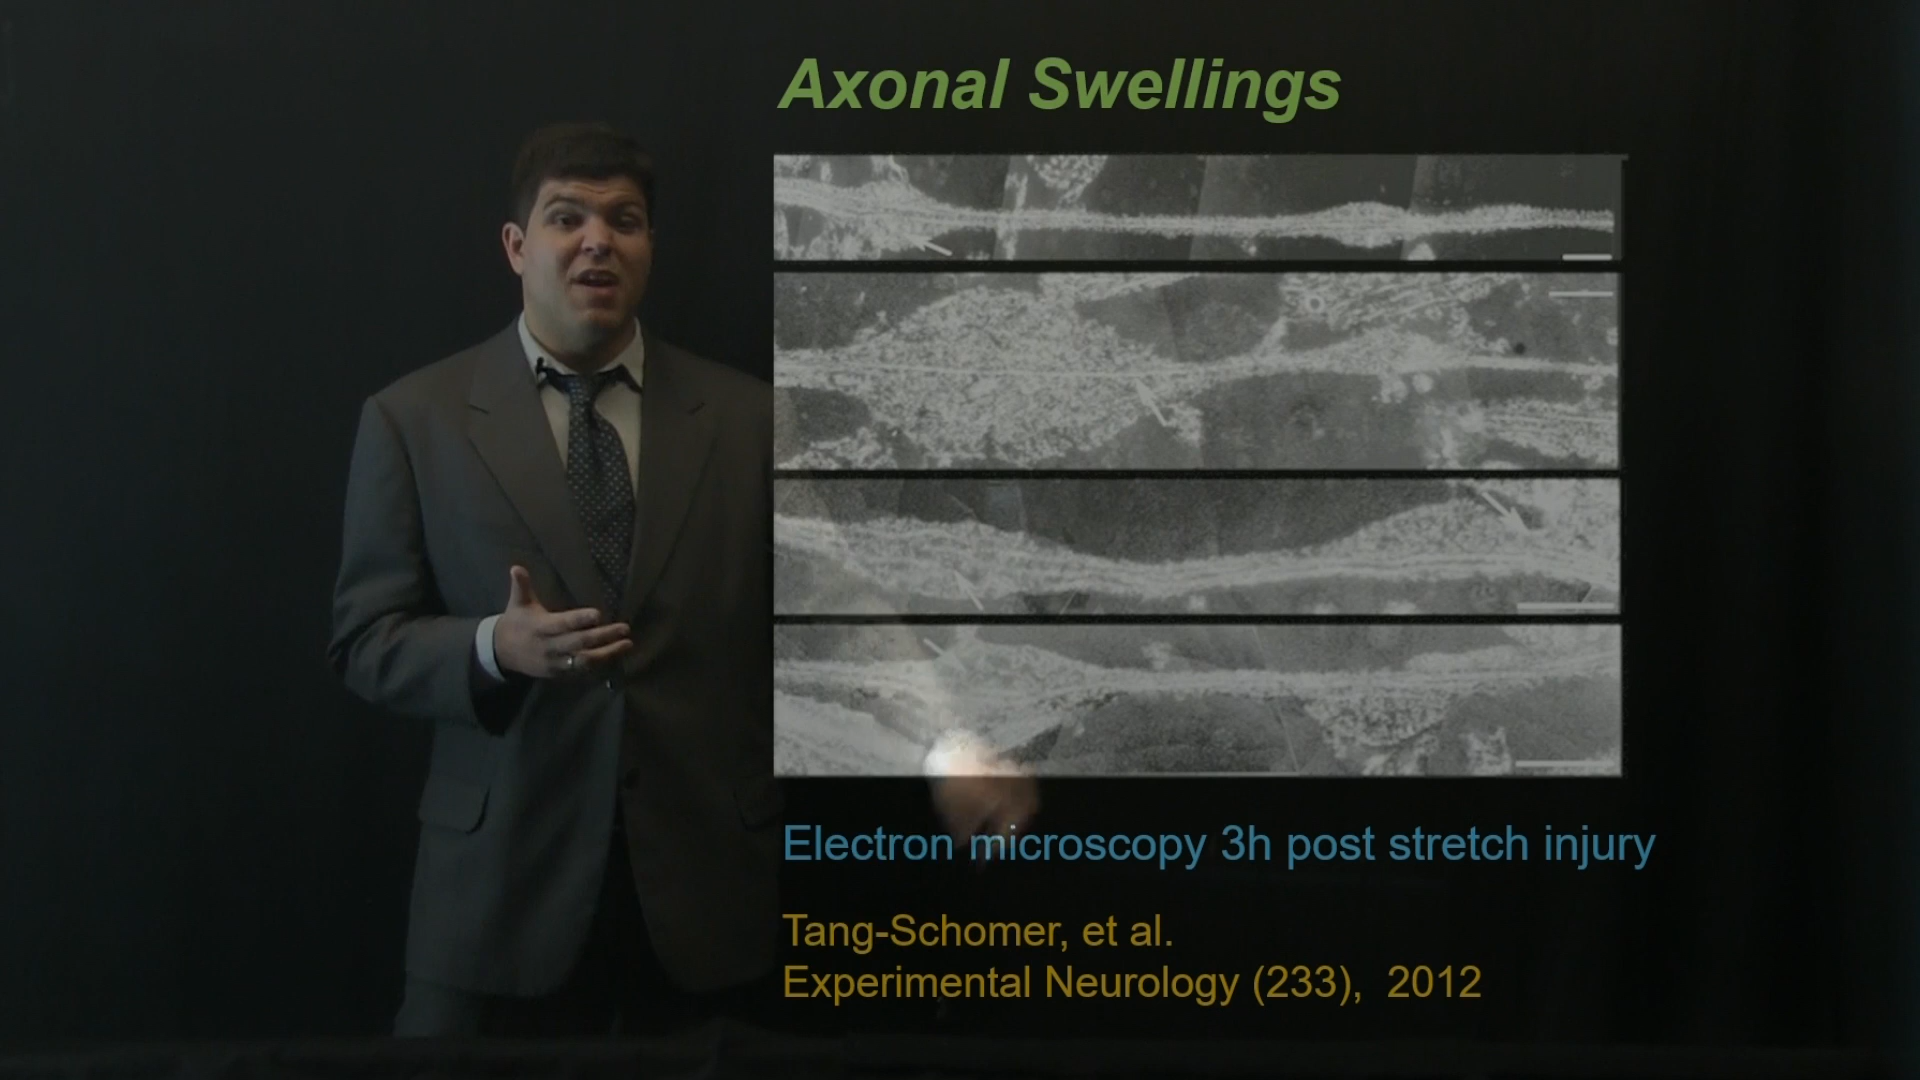 Axonal Swellings
Electron microscopy 3h post stretch injury
Tang-Schomer, et al.
Experimental Neurology (233), 2012